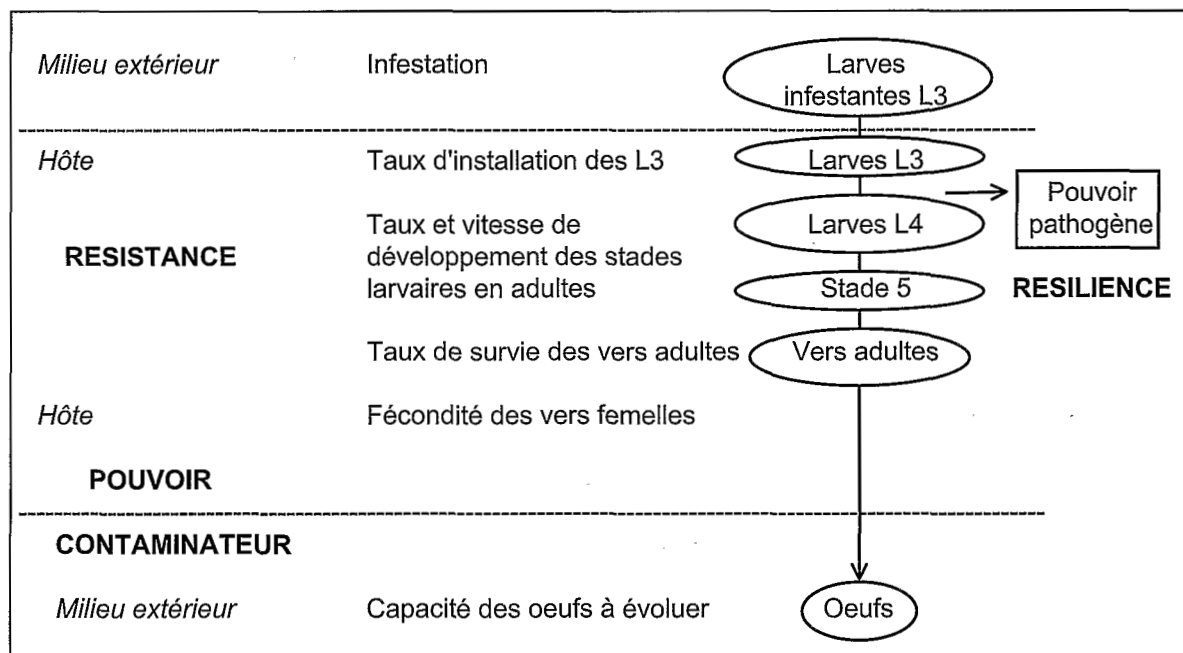 Milieu extérieur Infestation Larves
infestantes L3
Hôte Taux d'installation des L3 Larves L3
Pouvoir
pathogène
Taux et vitesse de Larves L4
RESISTANCE développement des stades
larvaires en adultes Stade 5 RESILIENCE
Taux de survie des vers adultes Vers adultes
Hôte Fécondité des vers femelles
POUVOIR
CONTAMINATEUR
Milieu extérieur Capacité des oeufs à évoluer Oeufs